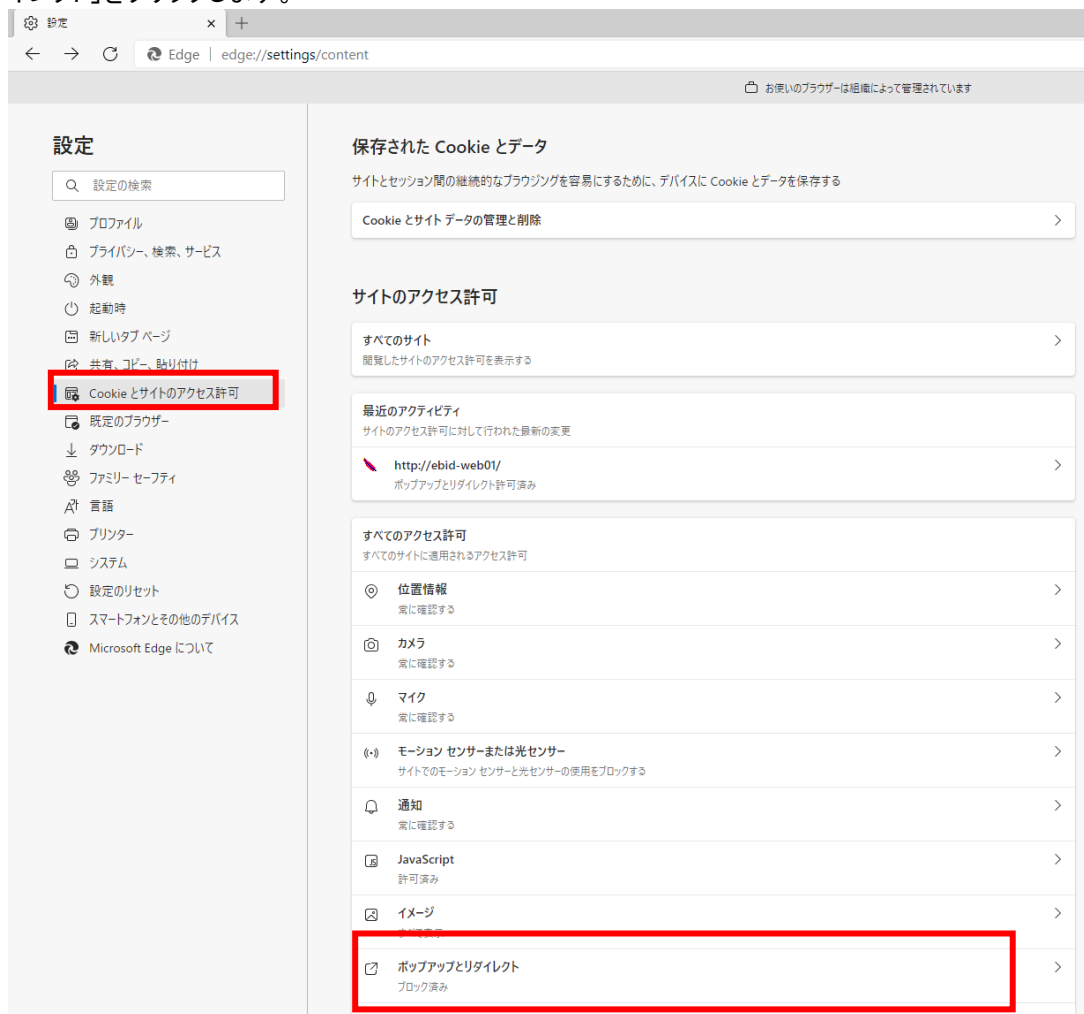 設定
Edge | edge://settings/content
お使いのブラウザーは組織によって管理されています
設定
設定の検索
プロファイル
プライバシー、検索、サービス
外観
起動時
新しいタブ ページ
共有、コピー、貼り付け
Cookie とサイトのアクセス許可
既定のブラウザー
ダウンロード
ファミリー セーフティ
言語
プリンター
システム
設定のリセット
スマートフォンとその他のデバイス
Microsoft Edge について
保存された Cookie とデータ
サイトとセッション間の継続的なブラウジングを容易にするために、デバイスに Cookie とデータを保存する
Cookie とサイト データの管理と削除
サイトのアクセス許可
すべてのサイト
閲覧したサイトのアクセス許可を表示する
最近のアクティビティ
サイトのアクセス許可に対して行われた最新の変更
http://ebid-web01/
ポップアップとリダイレクト許可済み
すべてのアクセス許可
すべてのサイトに適用されるアクセス許可
位置情報
常に確認する
カメラ
常に確認する
マイク
常に確認する
モーション センサーまたは光センサー
サイトでのモーション センサーと光センサーの使用をブロックする
通知
常に確認する
JavaScript
許可済み
イメージ
ポップアップとリダイレクト
ブロック済み